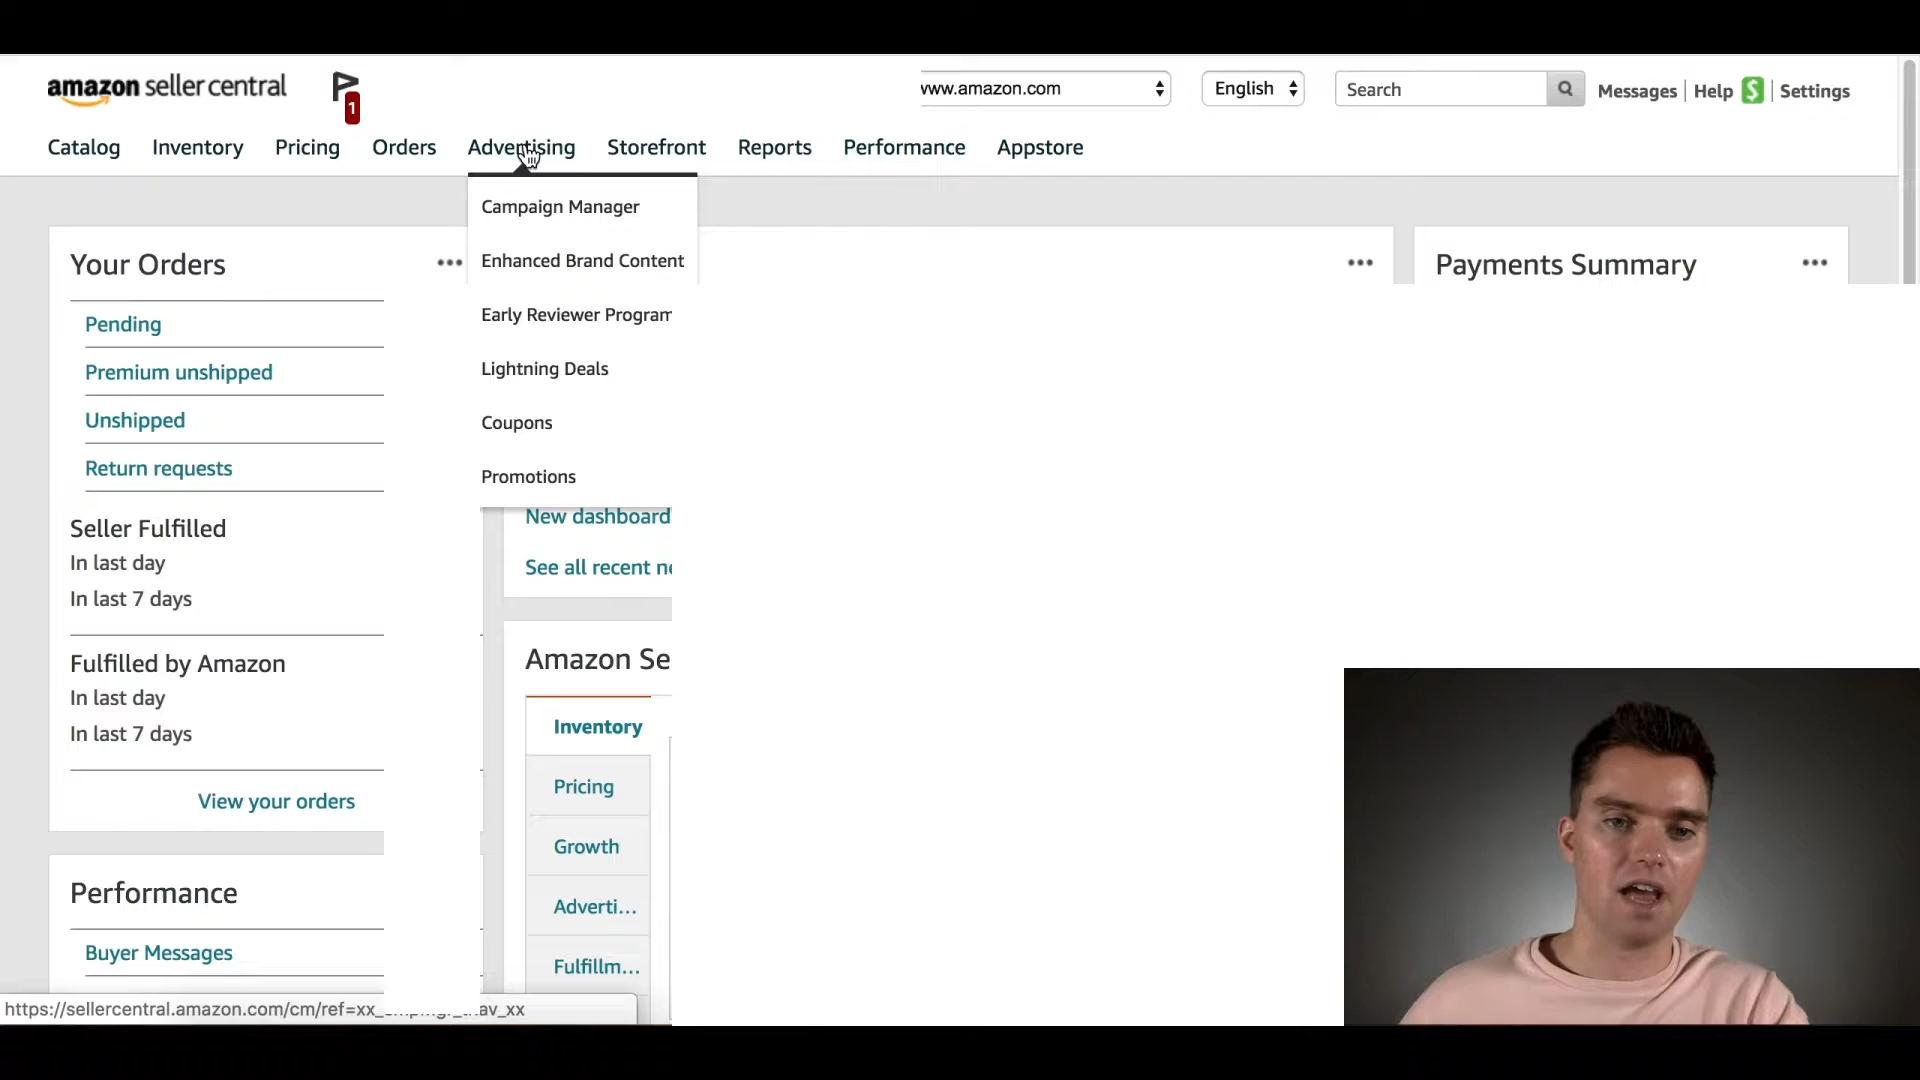 amazon seller central
1
www.amazon.com
English
Search
Messages | Help | Settings
Catalog Inventory Pricing Orders Advertising Storefront Reports Performance Appstore
Campaign Manager
Enhanced Brand Content
Early Reviewer Program
Lightning Deals
Coupons
Promotions
Your Orders
Pending
Premium unshipped
Unshipped
Return requests
Seller Fulfilled
In last day
In last 7 days
Fulfilled by Amazon
In last day
In last 7 days
View your orders
Performance
Buyer Messages
New dashboard
See all recent
Amazon Se
Inventory
Pricing
Growth
Adverti...
Fulfillm...
Payments Summary
https://sellercentral.amazon.com/cm/ref=xx_